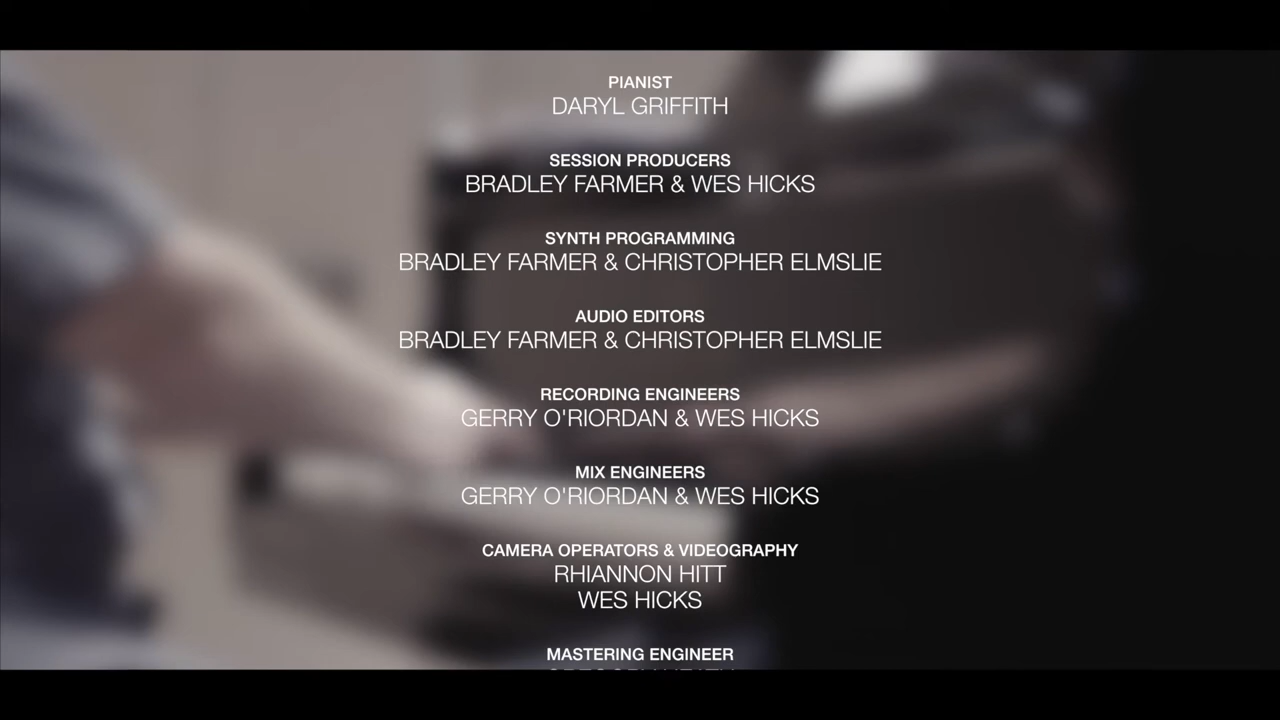 PIANIST
DARYL GRIFFITH
SESSION PRODUCERS
BRADLEY FARMER & WES HICKS
SYNTH PROGRAMMING
BRADLEY FARMER & CHRISTOPHER ELMSLIE
AUDIO EDITORS
BRADLEY FARMER & CHRISTOPHER ELMSLIE
RECORDING ENGINEERS
GERRY O'RIORDAN & WES HICKS
MIX ENGINEERS
GERRY O'RIORDAN & WES HICKS
CAMERA OPERATORS & VIDEOGRAPHY
RHIANNON HITT
WES HICKS
MASTERING ENGINEER